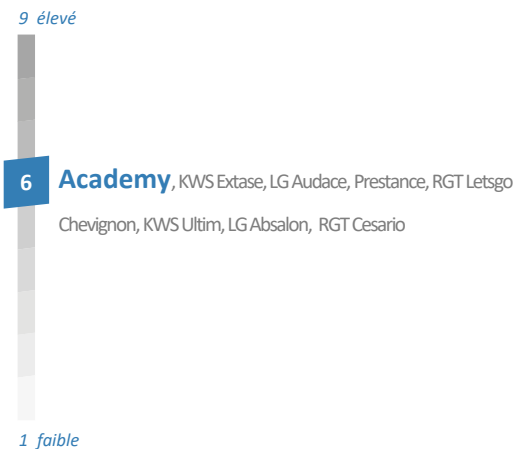 9 élevé
6 Academy, KWS Extase, LG Audace, Prestance, RGT Letsgo
Chevignon, KWS Ultim, LG Absalon, RGT Cesario
1 faible